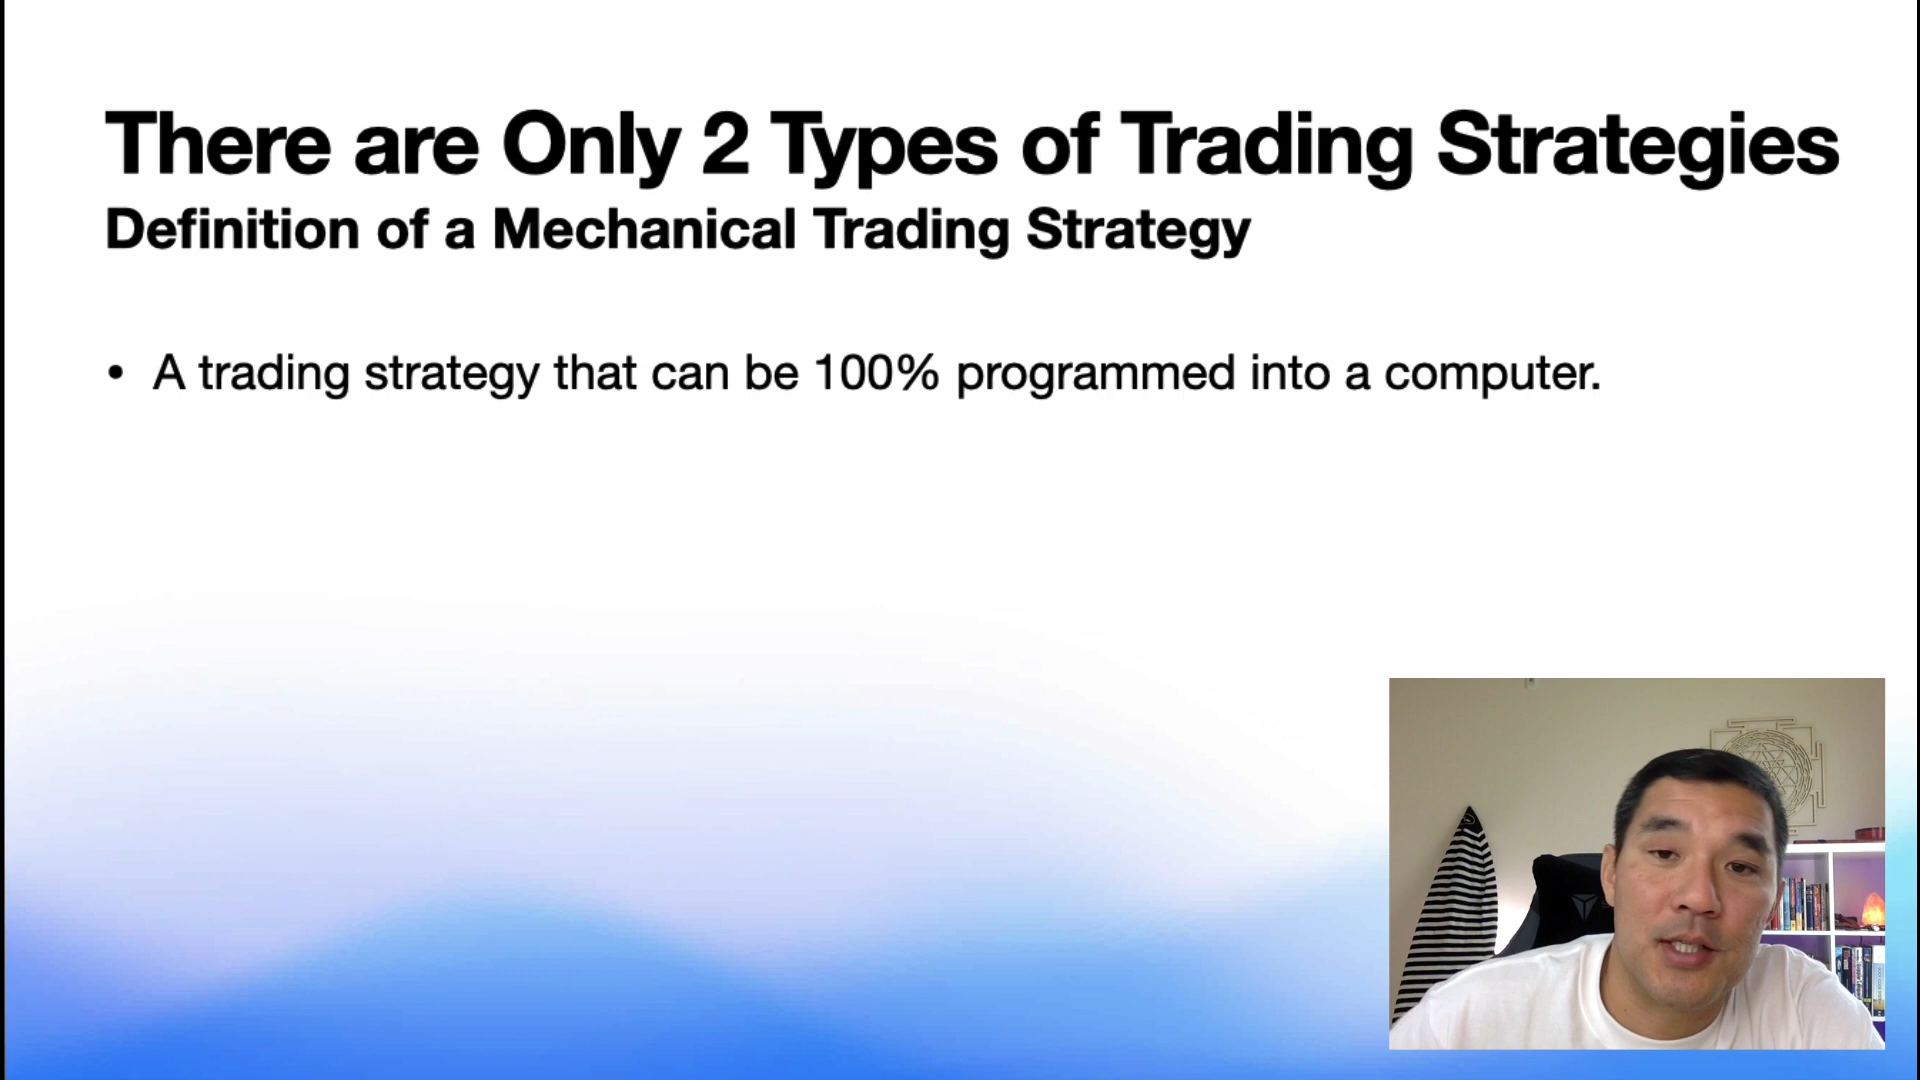 There are Only 2 Types of Trading Strategies
Definition of a Mechanical Trading Strategy
• A trading strategy that can be 100% programmed into a computer.